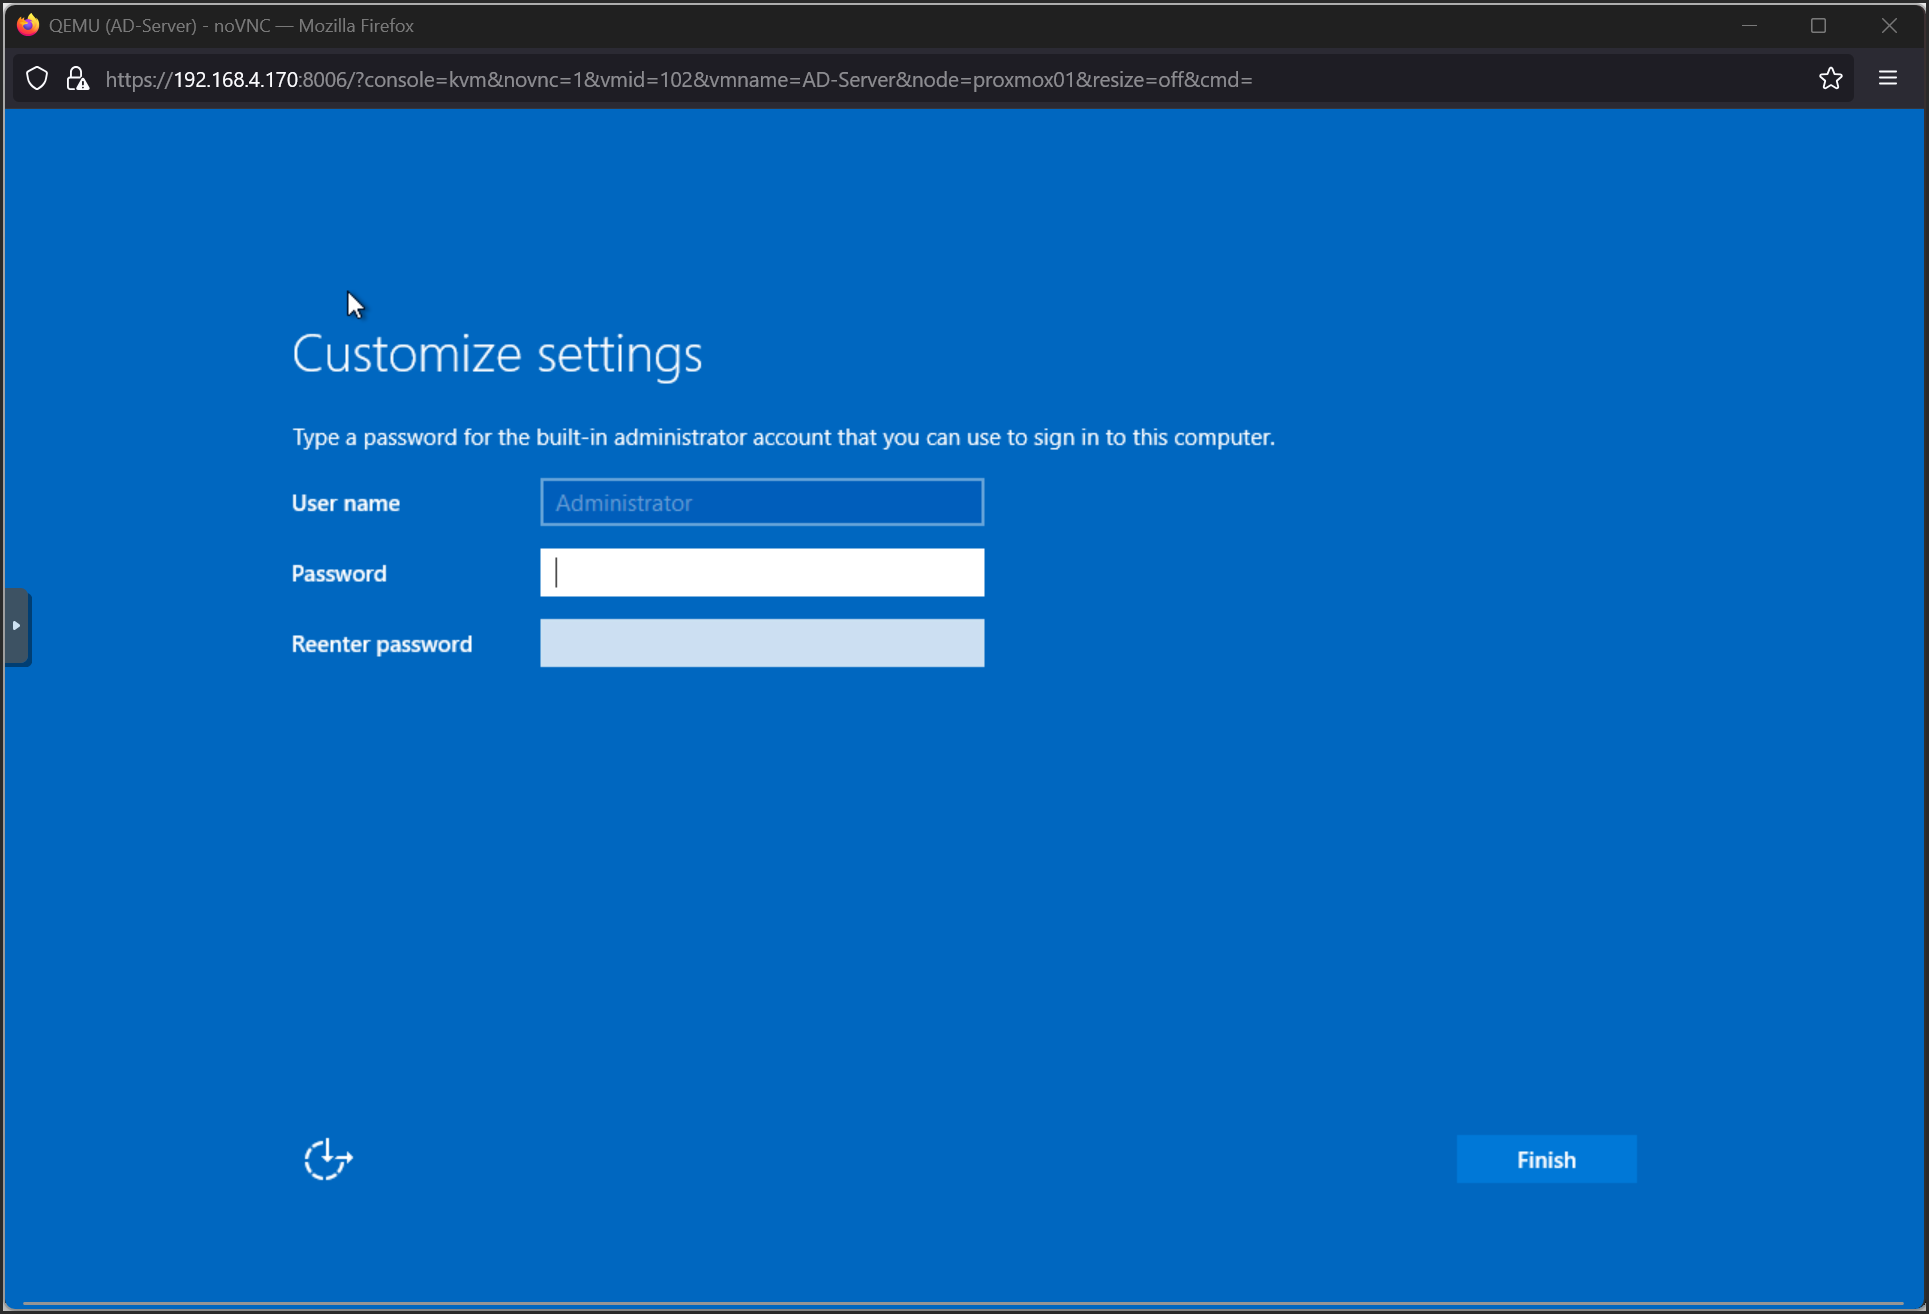 QEMU (AD-Server) - noVNC — Mozilla Firefox
https://192.168.4.170:8006/?console=kvm&novnc=1&vmid=102&vmname=AD-Server&node=proxmox01&resize=off&cmd=
Customize settings
Type a password for the built-in administrator account that you can use to sign in to this computer.
User name
Administrator
Password
Reenter password
Finish